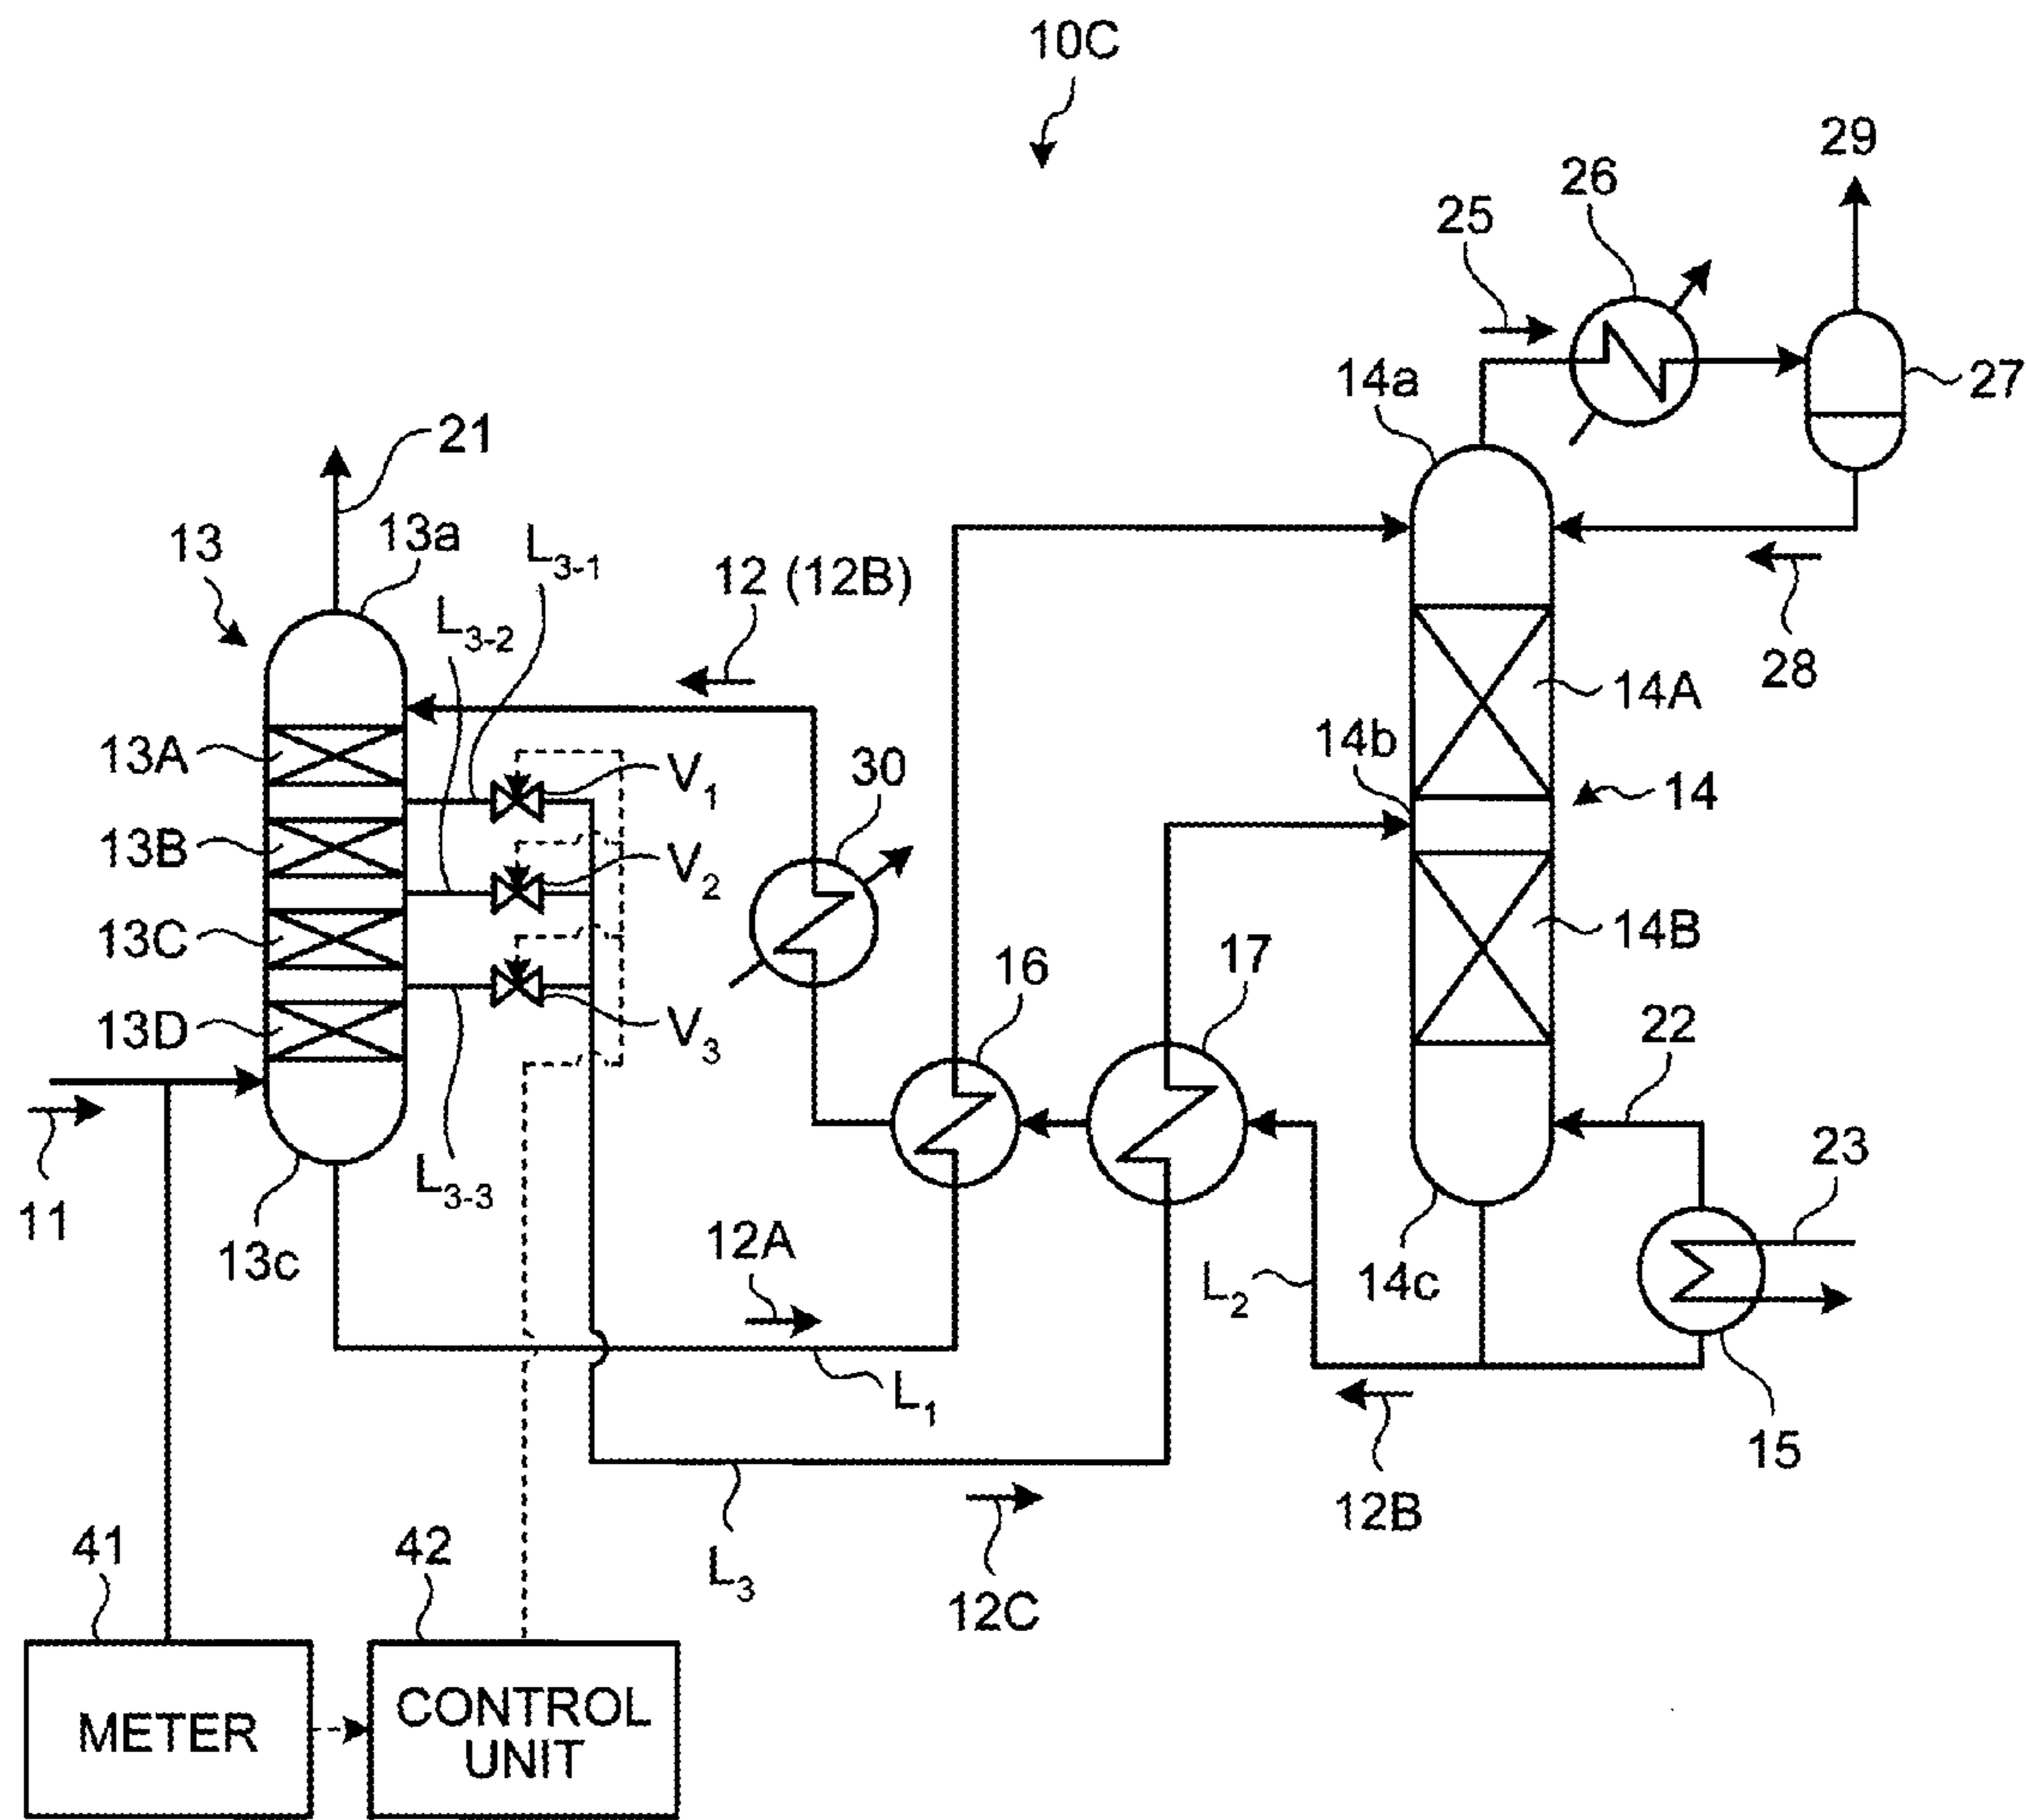 10C
29
26
25
27
14a
21
13a
13
L3-1
12 (12B)
L3-2
28
14A
13A
14b
V1
30
14
13B
V2
14B
13C
16
17
13D
V3
22
23
L3-3
11
13c
12A
L2
14c
L1
15
12B
41
42
L3
12C
METER
CONTROL
UNIT